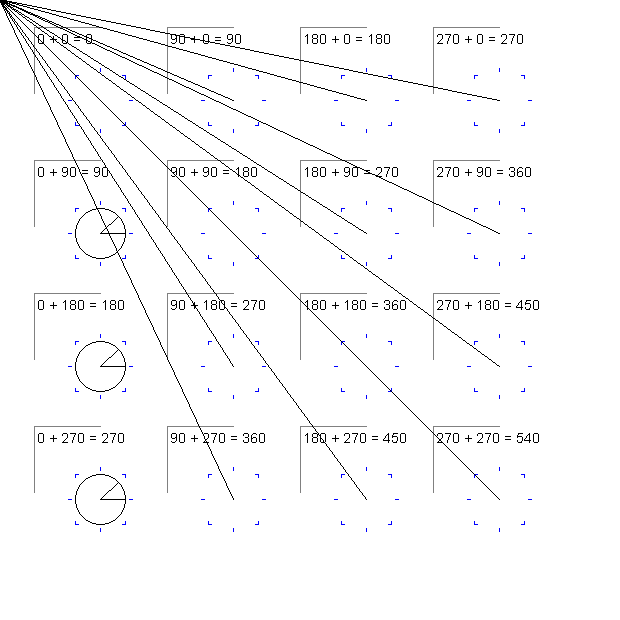 0 + 0 = 0
90 + 0 = 90
180 + 0 = 180
270 + 0 = 270
0 + 90 = 90
90 + 90 = 180
180 + 90 = 270
270 + 90 = 360
0 + 180 = 180
90 + 180 = 270
180 + 180 = 360
270 + 180 = 450
0 + 270 = 270
90 + 270 = 360
180 + 270 = 450
270 + 270 = 540